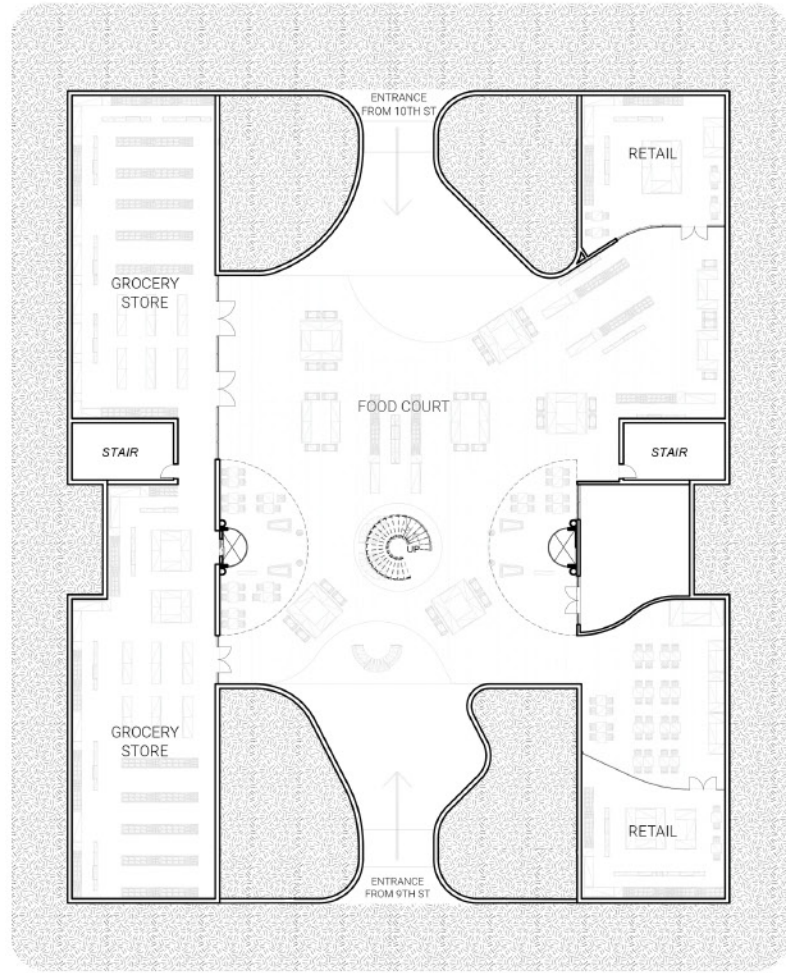 ENTRANCE
FROM 10TH ST
RETAIL
GROCERY
STORE
FOOD COURT
STAIR
STAIR
UP
GROCERY
STORE
RETAIL
ENTRANCE
FROM 9TH ST